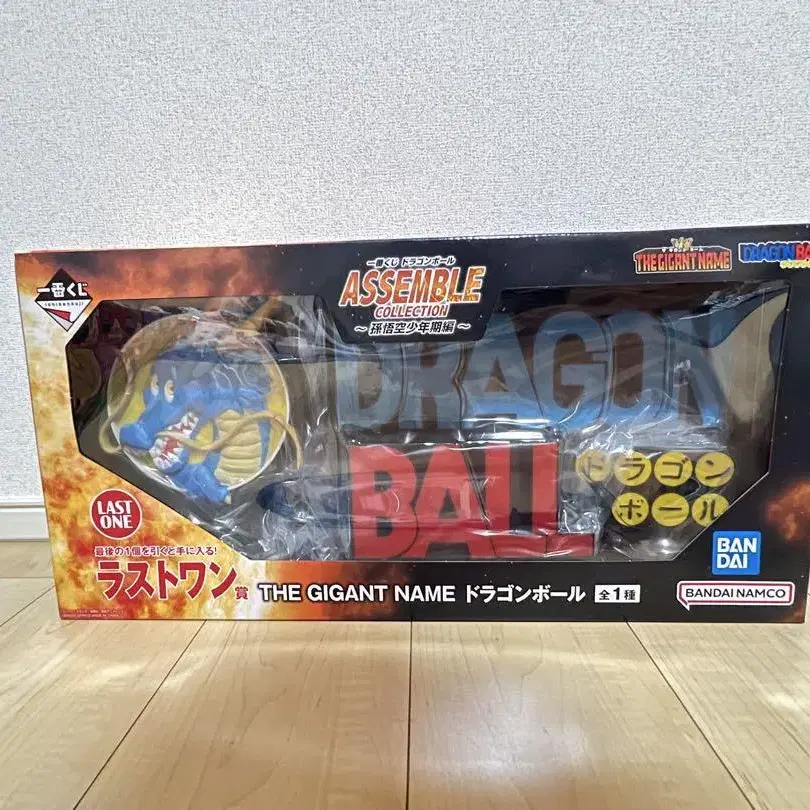 一番くじ
ichibankuji
一番くじ ドラゴンボール
ASSEMBLE
COLLECTION
～ 孫悟空少年期編 ～
THE GIGANT NAME
DRAGON
BALL
ドラゴン
ボール
LAST
ONE
最後の1個を引くと手に入る!
ラストワン賞
THE GIGANT NAME ドラゴンボール 全1種
BAN
DAI
BANDAI NAMCO